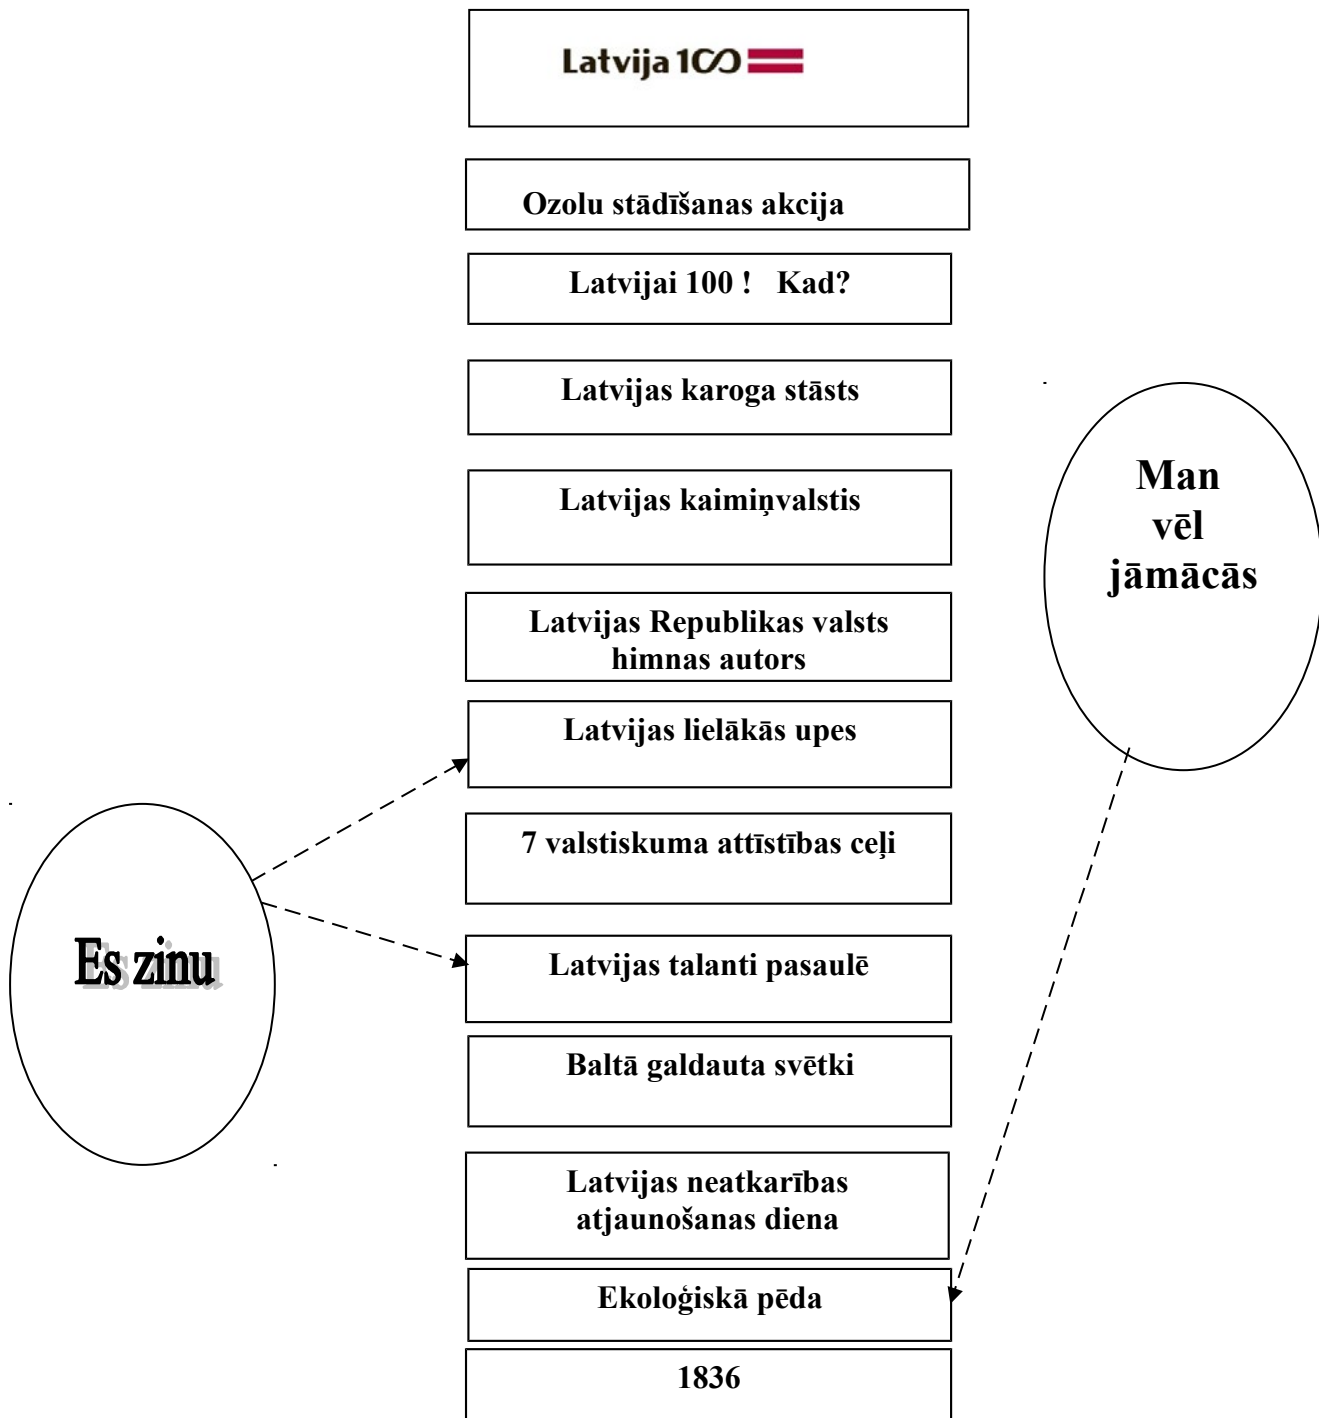 Latvija 100
Ozolu stādīšanas akcija
Latvijai 100 !   Kad?
Latvijas karoga stāsts
Latvijas kaimiņvalstis
Latvijas Republikas valsts
himnas autors
Latvijas lielākās upes
7 valstiskuma attīstības ceļi
Latvijas talanti pasaulē
Baltā galdauta svētki
Latvijas neatkarības
atjaunošanas diena
Ekoloģiskā pēda
1836
Es zinu
Man
vēl
jāmācās